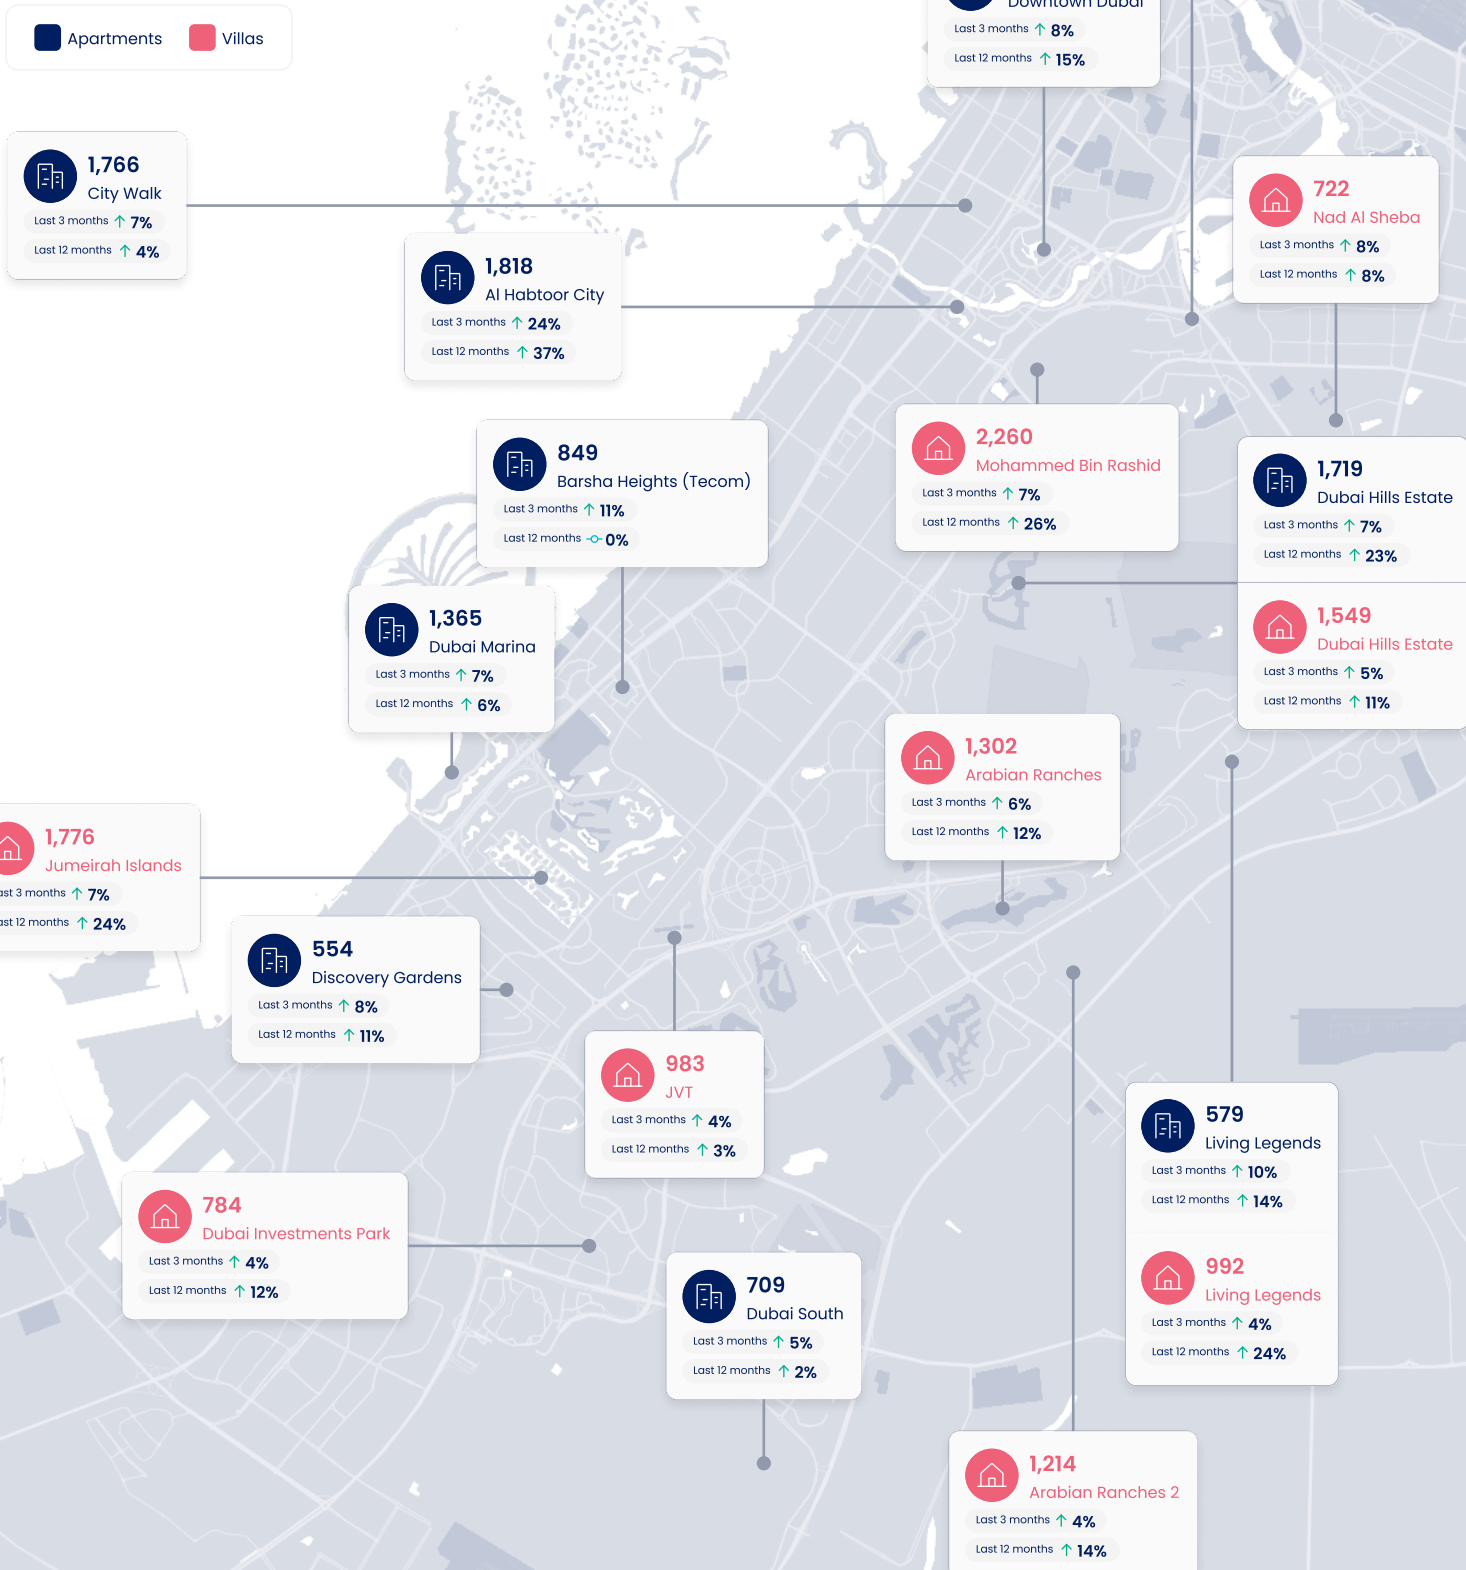 Apartments Villas
Downtown Dubai
Last 3 months 8%
Last 12 months 15%
1,766
City Walk
Last 3 months 7%
Last 12 months 4%
722
Nad Al Sheba
Last 3 months 8%
Last 12 months 8%
1,818
Al Habtoor City
Last 3 months 24%
Last 12 months 37%
849
Barsha Heights (Tecom)
Last 3 months 11%
Last 12 months 0%
2,260
Mohammed Bin Rashid
Last 3 months 7%
Last 12 months 26%
1,719
Dubai Hills Estate
Last 3 months 7%
Last 12 months 23%
1,549
Dubai Hills Estate
Last 3 months 5%
Last 12 months 11%
1,365
Dubai Marina
Last 3 months 7%
Last 12 months 6%
1,302
Arabian Ranches
Last 3 months 6%
Last 12 months 12%
1,776
Jumeirah Islands
ast 3 months 7%
ast 12 months 24%
554
Discovery Gardens
Last 3 months 8%
Last 12 months 11%
983
JVT
Last 3 months 4%
Last 12 months 3%
579
Living Legends
Last 3 months 10%
Last 12 months 14%
992
Living Legends
Last 3 months 4%
Last 12 months 24%
784
Dubai Investments Park
Last 3 months 4%
Last 12 months 12%
709
Dubai South
Last 3 months 5%
Last 12 months 2%
1,214
Arabian Ranches 2
Last 3 months 4%
Last 12 months 14%